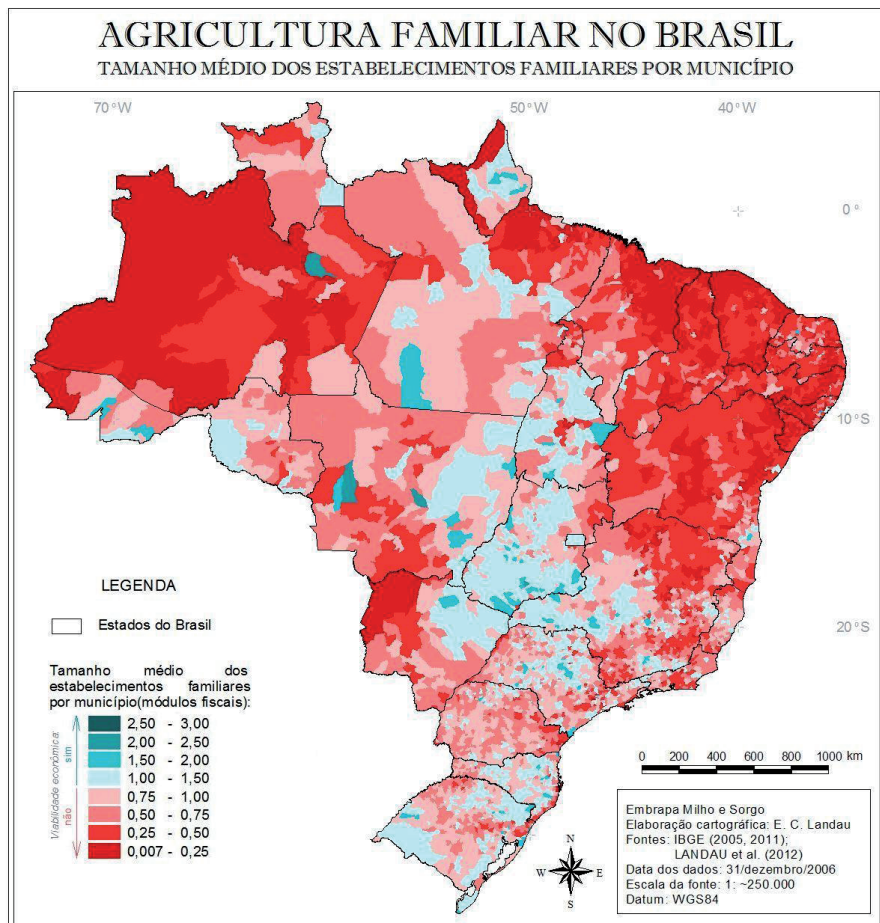 AGRICULTURA FAMILIAR NO BRASIL
TAMANHO MÉDIO DOS ESTABELECIMENTOS FAMILIARES POR MUNICÍPIO
70°W
50°W
40°W
0°
10°S
20°S
LEGENDA
Estados do Brasil
Tamanho médio dos
estabelecimentos familiares
por município(módulos fiscais):
Viabilidade econômica:
sim
não
2,50 - 3,00
2,00 - 2,50
1,50 - 2,00
1,00 - 1,50
0,75 - 1,00
0,50 - 0,75
0,25 - 0,50
0,007 - 0,25
0 200 400 600 800 1000 km
N
W E
S
Embrapa Milho e Sorgo
Elaboração cartográfica: E. C. Landau
Fontes: IBGE (2005, 2011);
LANDAU et al. (2012)
Data dos dados: 31/dezembro/2006
Escala da fonte: 1: ~250.000
Datum: WGS84